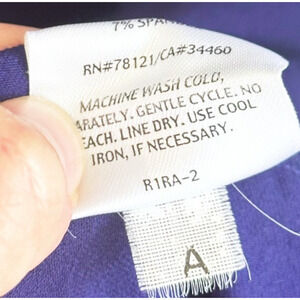 7% SPAN
RN#78121/CA#34460
MACHINE WASH COLD,
ARATELY. GENTLE CYCLE. NO
EACH. LINE DRY. USE COOL
IRON, IF NECESSARY.
R1RA-2
A